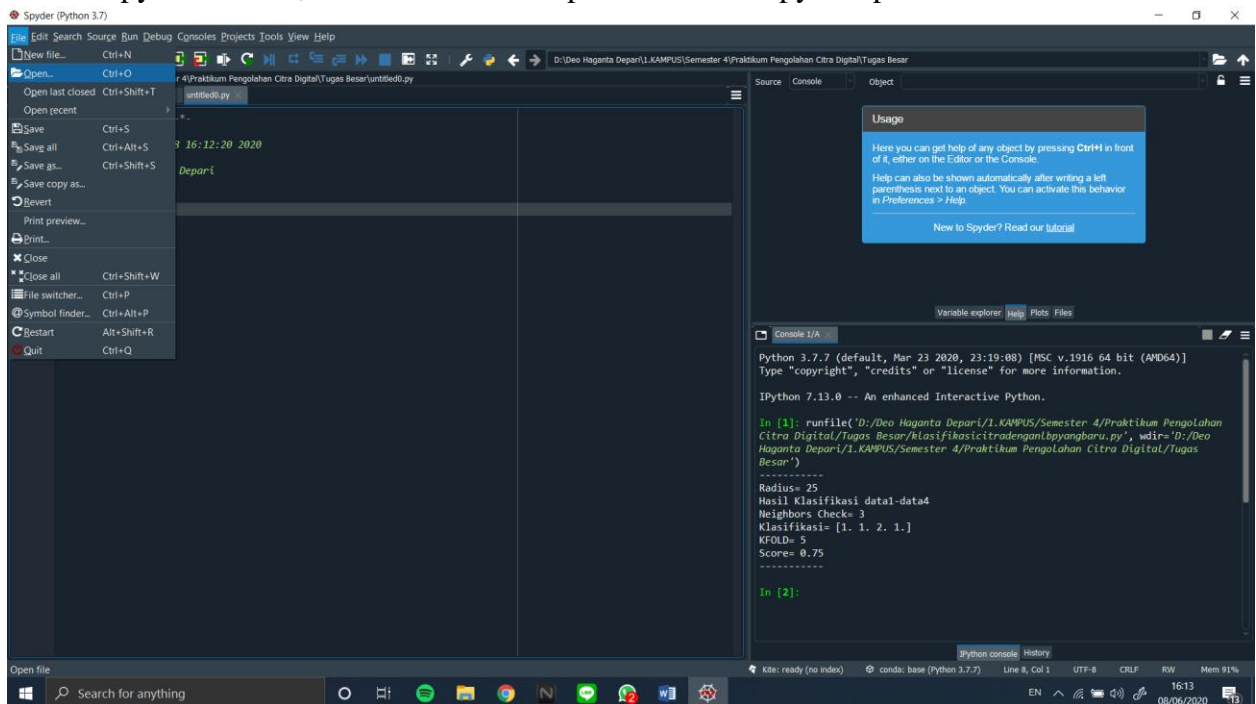 Spyder (Python 3.7)
File Edit Search Source Run Debug Consoles Projects Tools View Help
New file... Ctrl+N
Open... Ctrl+O
Open last closed Ctrl+Shift+T
Open recent
Save Ctrl+S
Save all Ctrl+Alt+S
Save as... Ctrl+Shift+S
Save copy as...
Revert
Print preview...
Print...
Close
Close all Ctrl+Shift+W
File switcher... Ctrl+P
Symbol finder... Ctrl+Alt+P
Restart Alt+Shift+R
Quit Ctrl+Q
D:\Deo Haganta Depari\1.KAMPUS\Semester 4\Praktikum Pengolahan Citra Digital\Tugas Besar
r 4\Praktikum Pengolahan Citra Digital\Tugas Besar\untitled0.py
untitled0.py
-*-
16:12:20 2020
Depari
Source Console Object
Usage
Here you can get help of any object by pressing Ctrl+I in front
of it, either on the Editor or the Console.
Help can also be shown automatically after writing a left
parenthesis next to an object. You can activate this behavior
in Preferences > Help.
New to Spyder? Read our tutorial
Variable explorer Help Plots Files
Console 1/A
Python 3.7.7 (default, Mar 23 2020, 23:19:08) [MSC v.1916 64 bit (AMD64)]
Type "copyright", "credits" or "license" for more information.
IPython 7.13.0 -- An enhanced Interactive Python.
In [1]: runfile('D:/Deo Haganta Depari/1.KAMPUS/Semester 4/Praktikum Pengolahan
Citra Digital/Tugas Besar/klasifikasicitradenganlbpyangbaru.py', wdir='D:/Deo
Haganta Depari/1.KAMPUS/Semester 4/Praktikum Pengolahan Citra Digital/Tugas
Besar')
-----------
Radius= 25
Hasil Klasifikasi data1-data4
Neighbors Check= 3
Klasifikasi= [1. 1. 2. 1.]
KFOLD= 5
Score= 0.75
-----------
In [2]:
IPython console History
Open file
Kite: ready (no index) conda: base (Python 3.7.7) Line 8, Col 1 UTF-8 CRLF RW Mem 91%
Search for anything
EN
16:13
08/06/2020